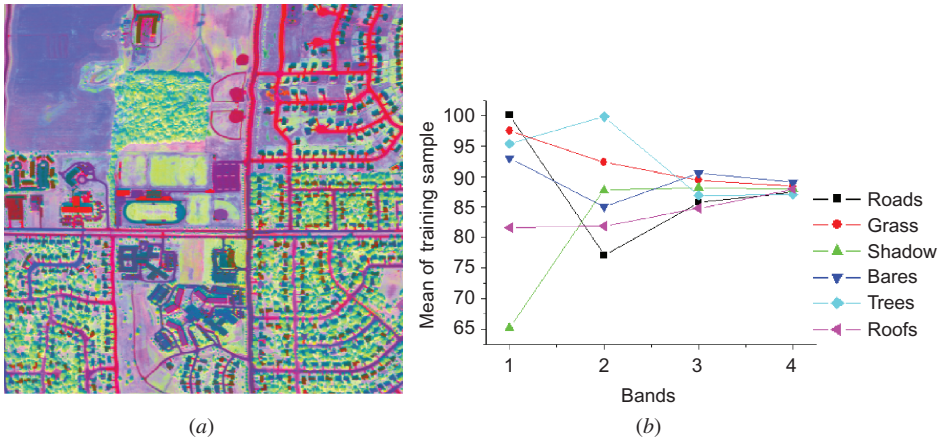 100
95
90
85
80
75
70
65
Mean of training sample
1 2 3 4
Bands
Roads
Grass
Shadow
Bares
Trees
Roofs
(a) (b)